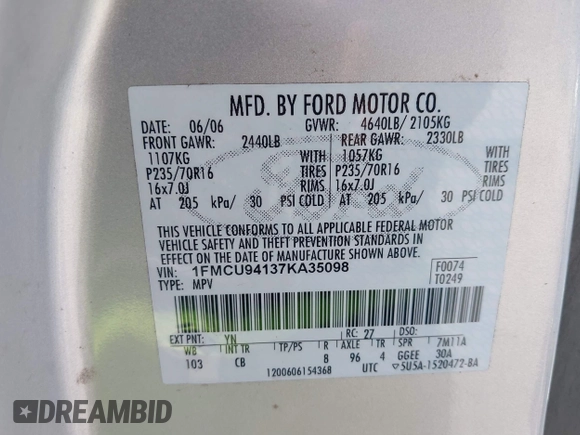 MFD. BY FORD MOTOR CO.
DATE: 06/06 GVWR: 4640LB/ 2105KG
FRONT GAWR: 2440LB REAR GAWR: 2330LB
1107KG WITH 1057KG WITH
P235/70R16 TIRES P235/70R16 TIRES
16x7.0J RIMS 16x7.0J RIMS
AT 205 kPa/ 30 PSI COLD AT 205 kPa/ 30 PSI COLD
THIS VEHICLE CONFORMS TO ALL APPLICABLE FEDERAL MOTOR
VEHICLE SAFETY AND THEFT PREVENTION STANDARDS IN
EFFECT ON THE DATE OF MANUFACTURE SHOWN ABOVE.
VIN: 1FMCU94137KA35098 F0074
TYPE: MPV T0249
EXT PNT: YN RC: 27 DSO:
WB INT TR TP/PS R AXLE TR SPR 7M11A
103 CB 8 96 4 GGEE 30A
1200606154368 UTC ▽5U5A-1520472-8A
Ford
DREAMBID